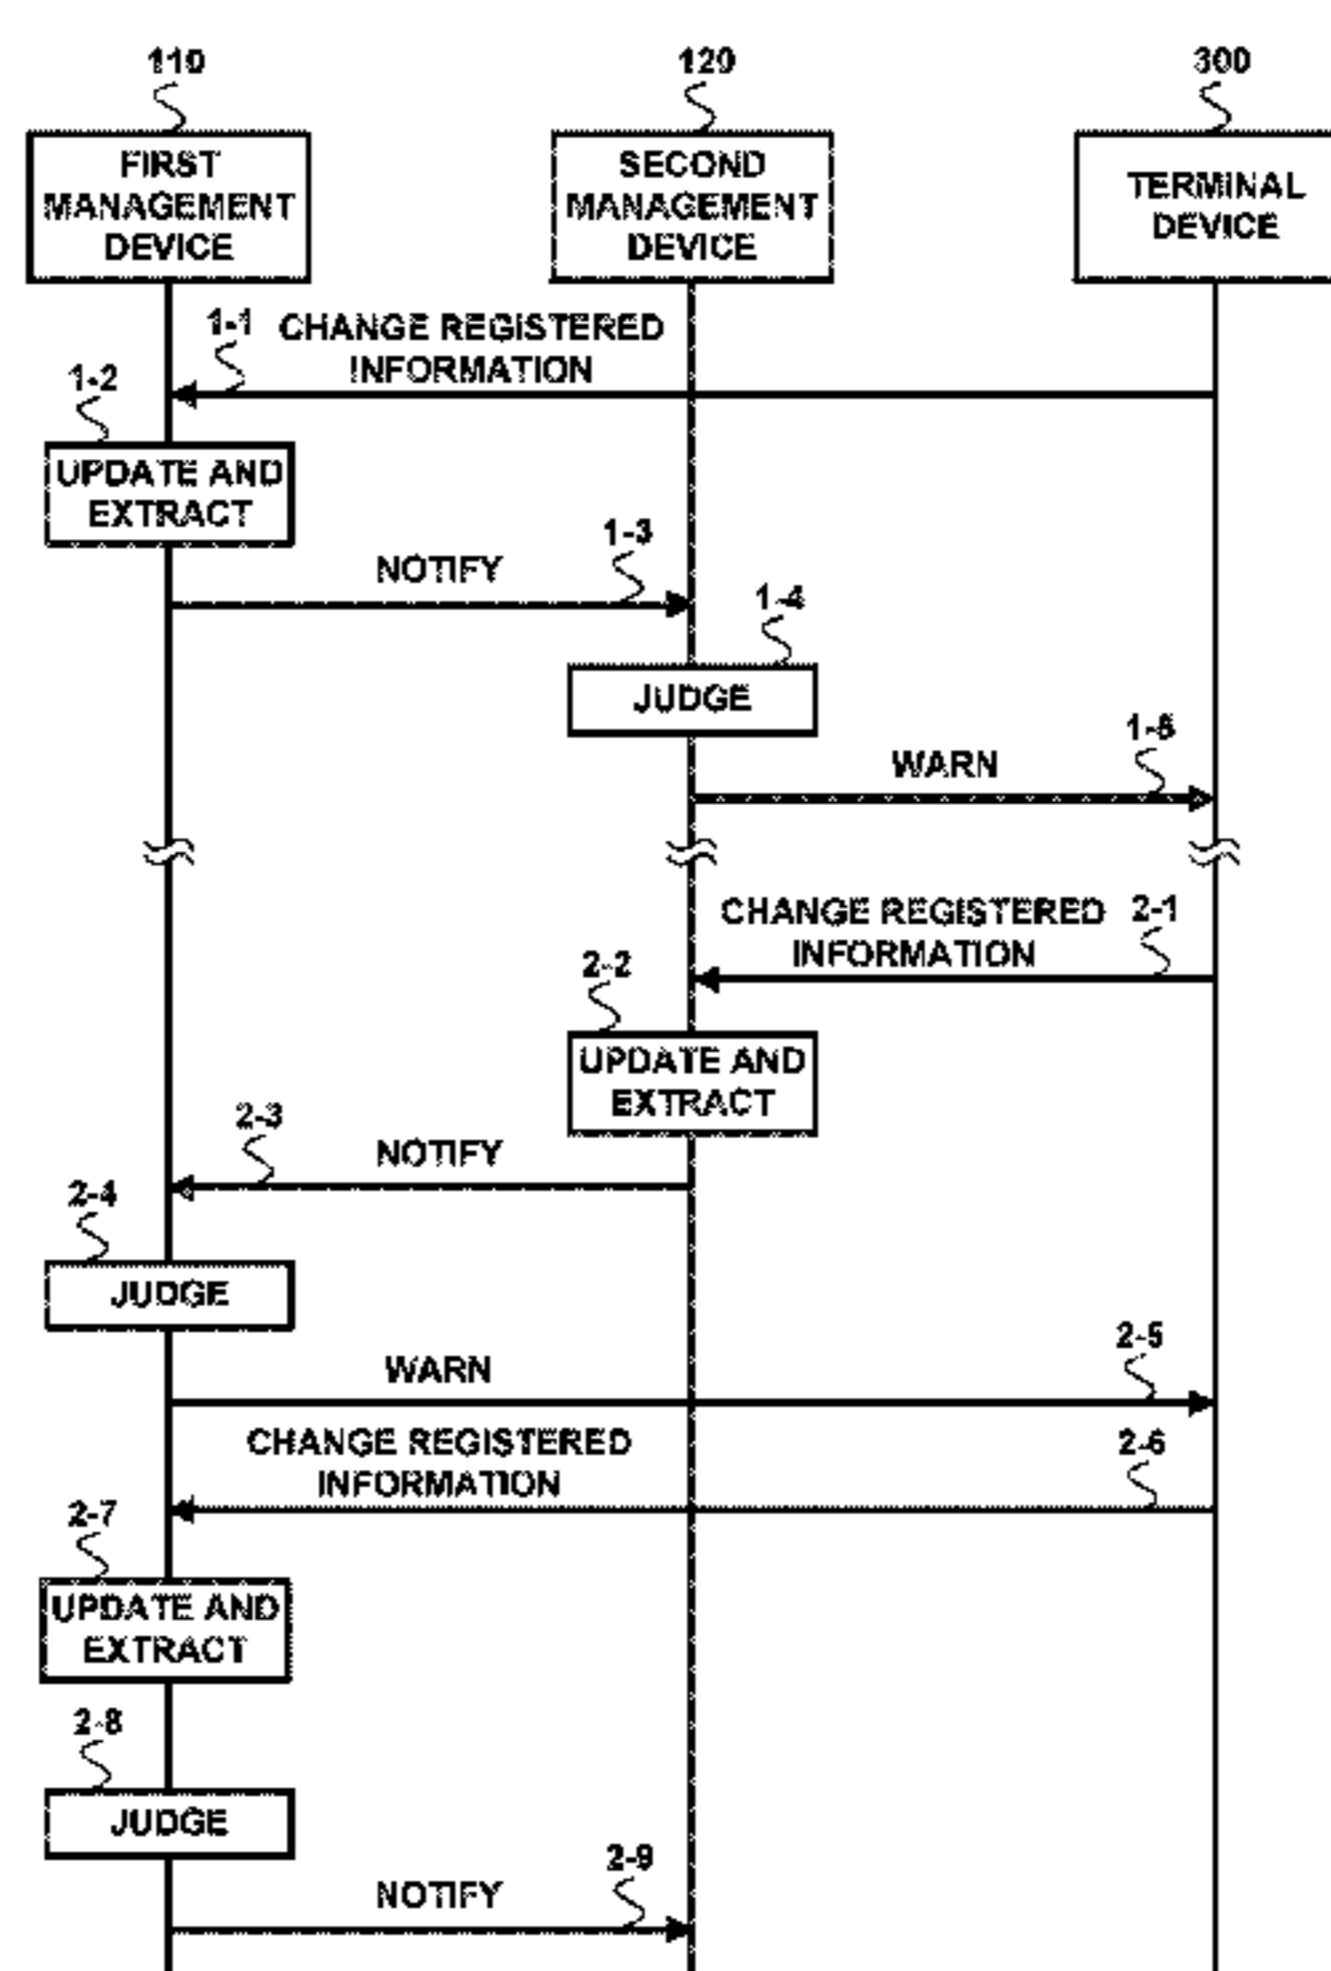 110
120
300
FIRST
MANAGEMENT
DEVICE
SECOND
MANAGEMENT
DEVICE
TERMINAL
DEVICE
1-1
CHANGE REGISTERED
INFORMATION
1-2
UPDATE AND
EXTRACT
1-3
NOTIFY
1-4
JUDGE
1-5
WARN
CHANGE REGISTERED
INFORMATION
2-1
2-2
UPDATE AND
EXTRACT
2-3
NOTIFY
2-4
JUDGE
2-5
WARN
CHANGE REGISTERED
INFORMATION
2-6
2-7
UPDATE AND
EXTRACT
2-8
JUDGE
2-9
NOTIFY